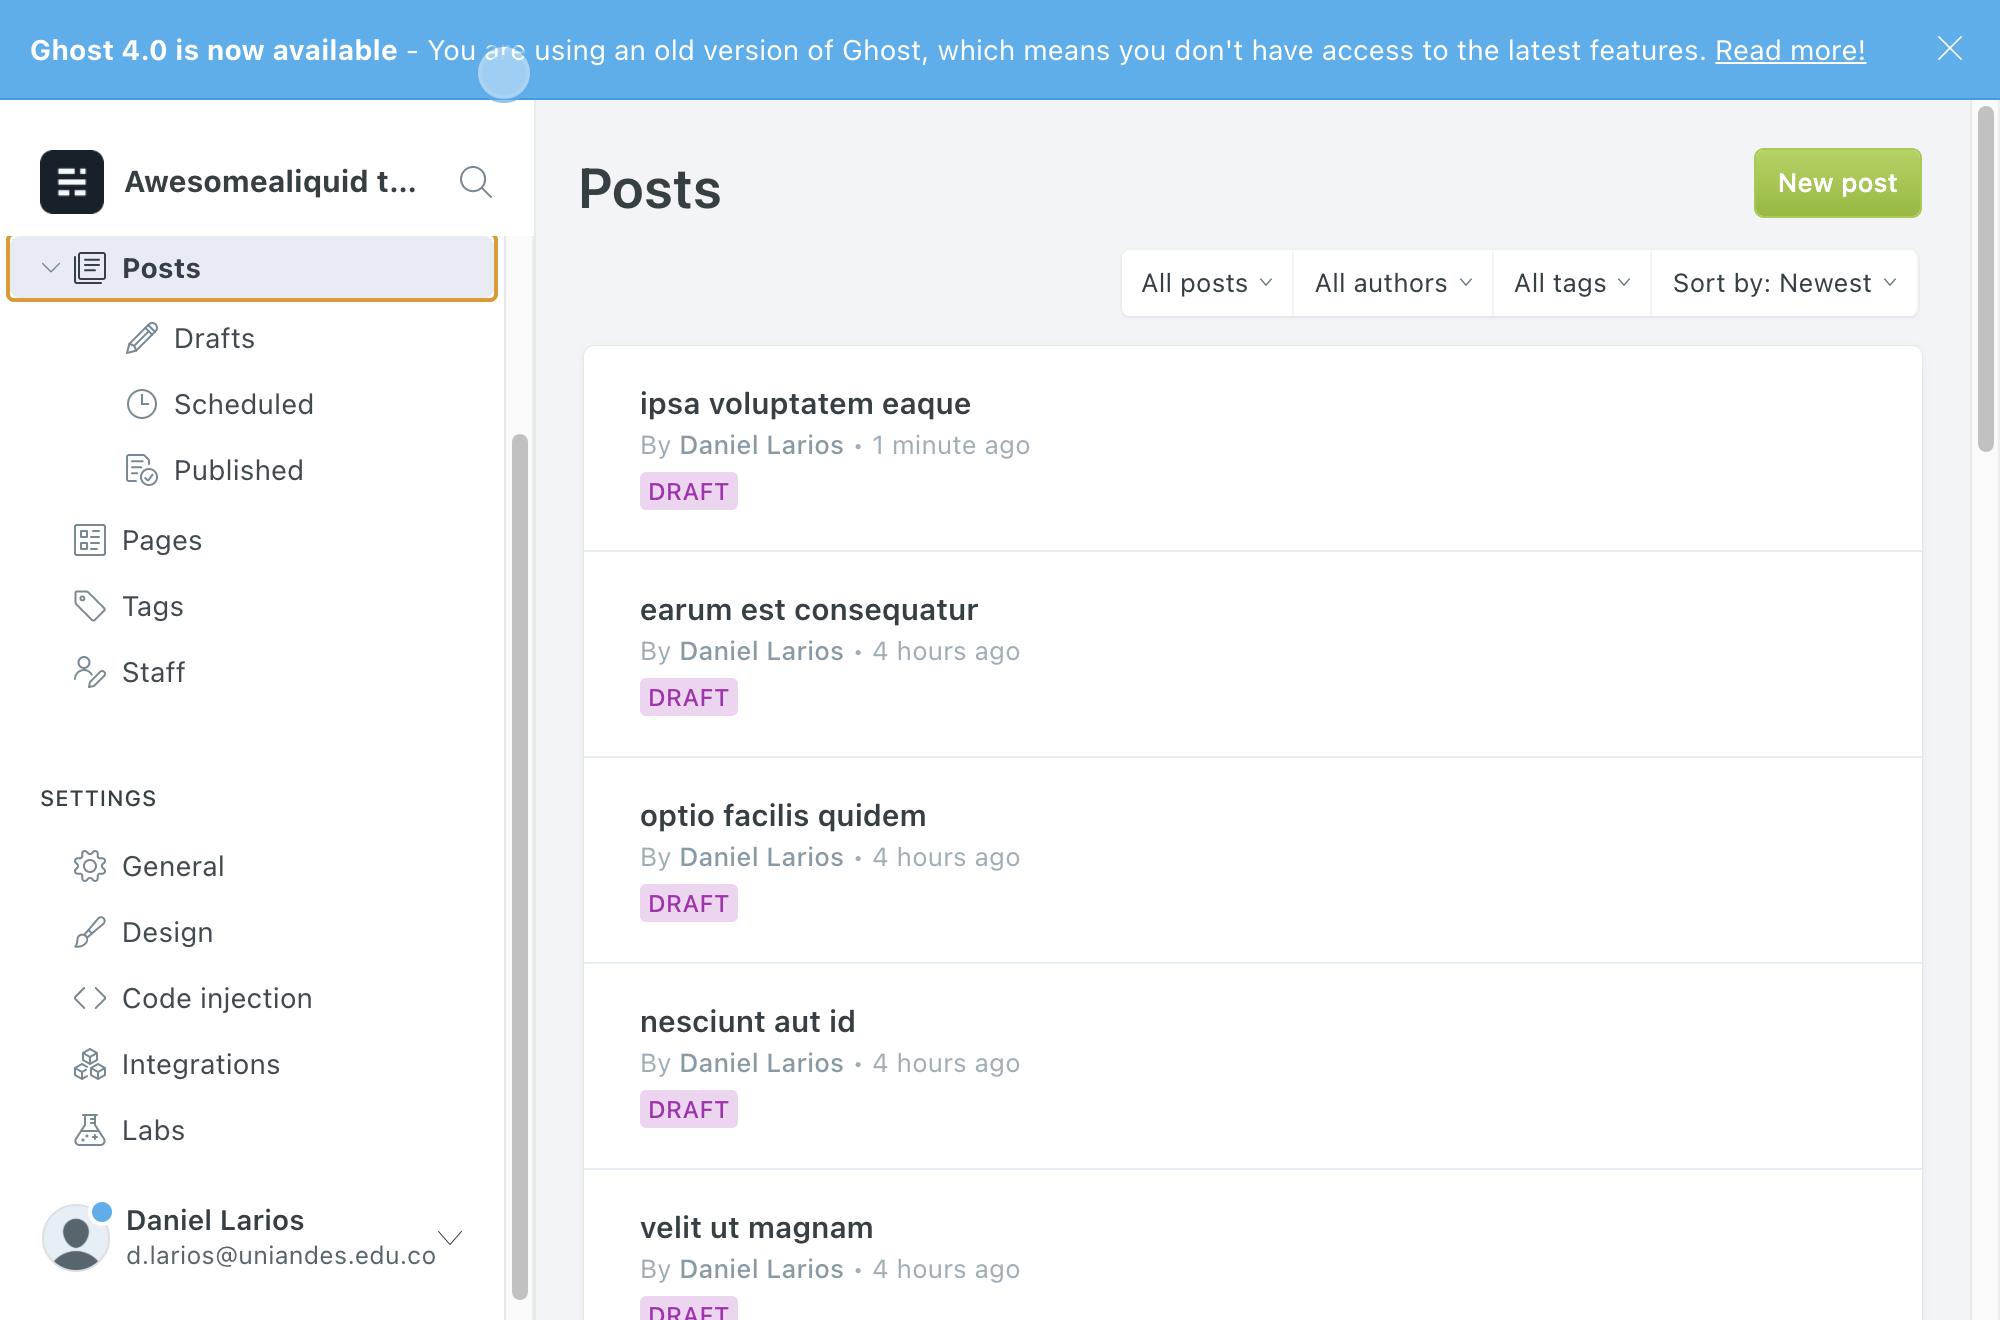 Ghost 4.0 is now available - You are using an old version of Ghost, which means you don't have access to the latest features. Read more!
Awesomealiquid t...
Posts
Drafts
Scheduled
Published
Pages
Tags
Staff
SETTINGS
General
Design
Code injection
Integrations
Labs
Daniel Larios
d.larios@uniandes.edu.co
Posts
New post
All posts
All authors
All tags
Sort by: Newest
ipsa voluptatem eaque
By Daniel Larios • 1 minute ago
DRAFT
earum est consequatur
By Daniel Larios • 4 hours ago
DRAFT
optio facilis quidem
By Daniel Larios • 4 hours ago
DRAFT
nesciunt aut id
By Daniel Larios • 4 hours ago
DRAFT
velit ut magnam
By Daniel Larios • 4 hours ago
DRAFT